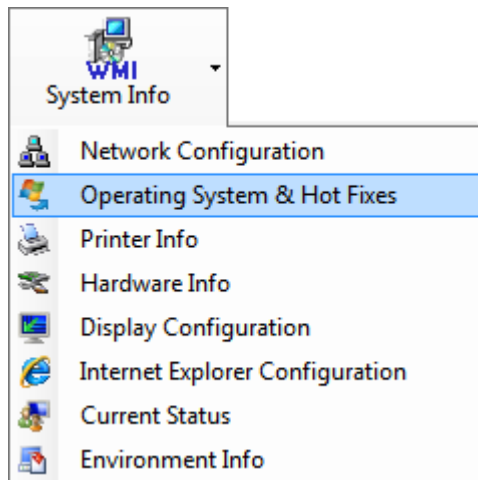 WMI
System Info
Network Configuration
Operating System & Hot Fixes
Printer Info
Hardware Info
Display Configuration
Internet Explorer Configuration
Current Status
Environment Info